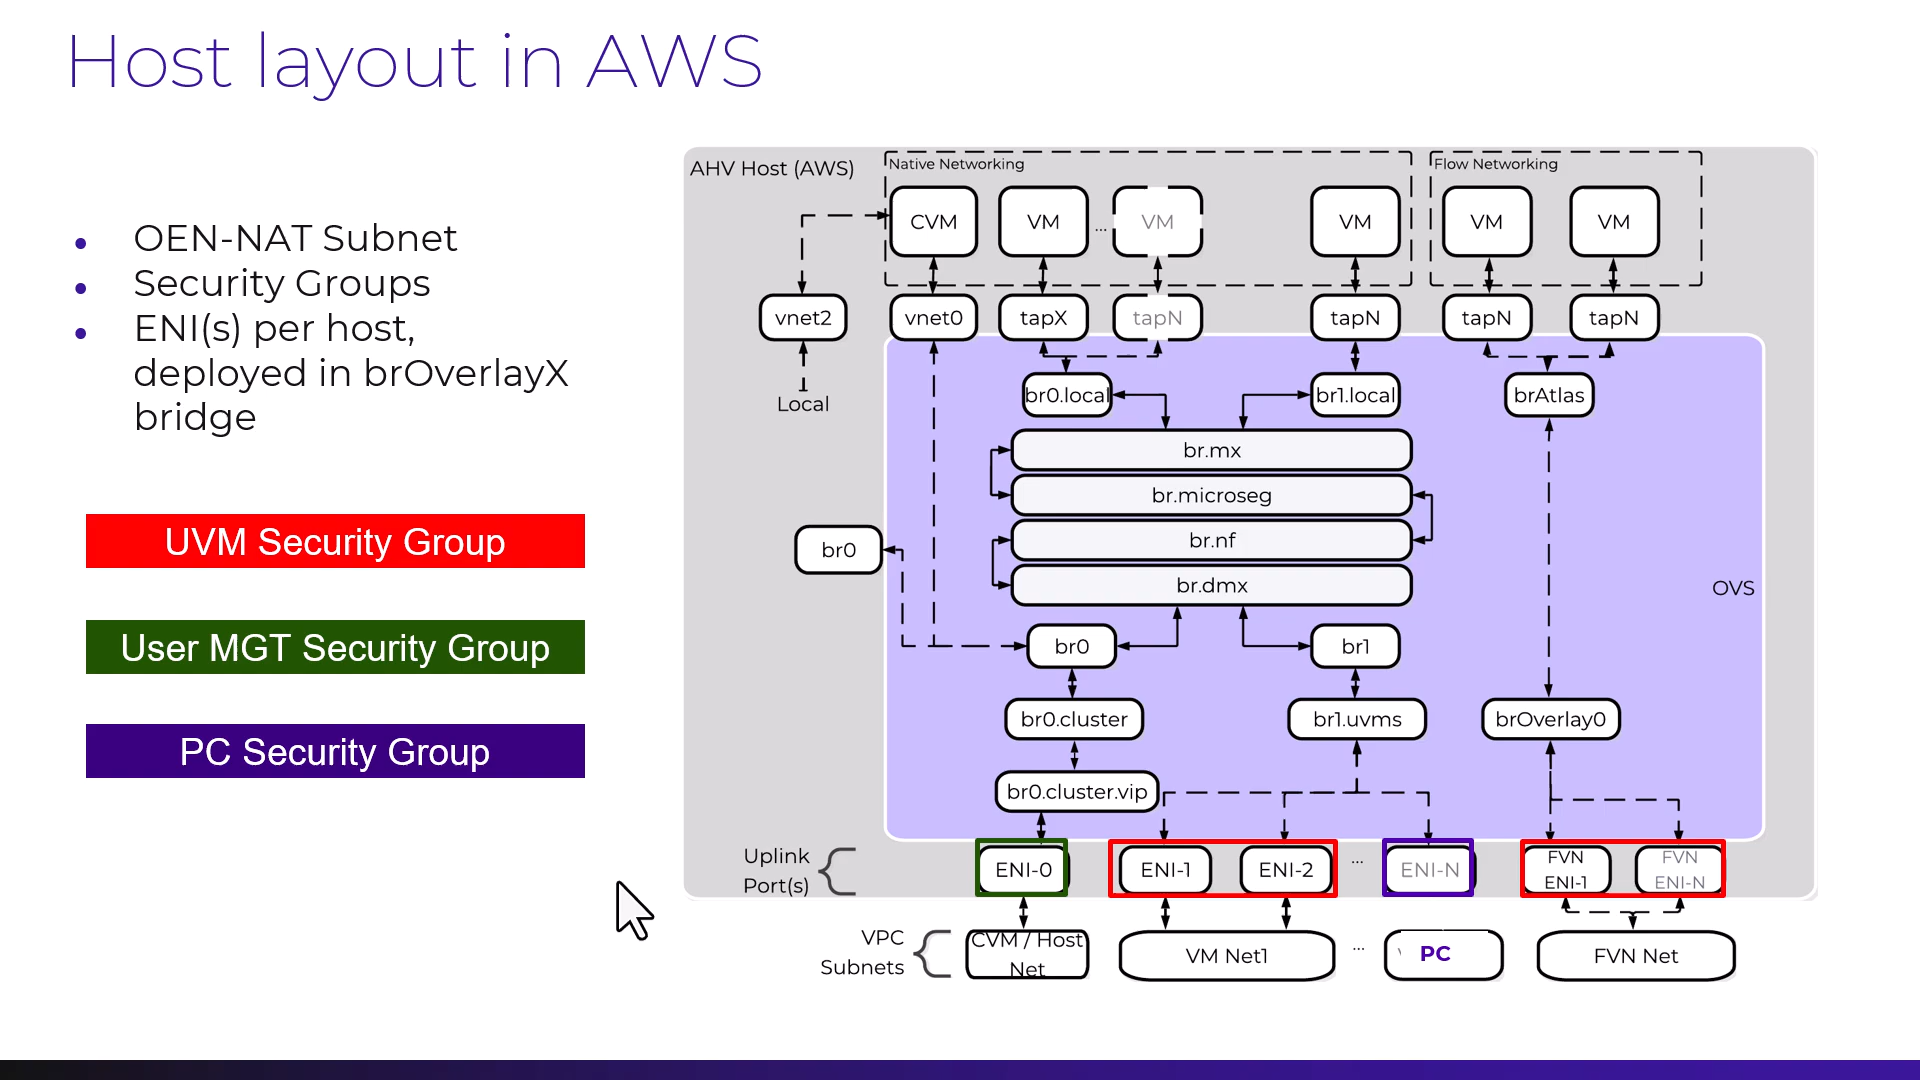 Host layout in AWS
OEN-NAT Subnet
Security Groups
ENI(s) per host,
deployed in brOverlayX
bridge
UVM Security Group
User MGT Security Group
PC Security Group
AHV Host (AWS)
Native Networking
Flow Networking
CVM
VM
...
VM
VM
VM
VM
vnet2
vnet0
tapX
tapN
tapN
tapN
tapN
Local
br0.local
br1.local
brAtlas
br.mx
br.microseg
br.nf
br.dmx
br0
OVS
br0
br1
br0.cluster
br1.uvms
brOverlay0
br0.cluster.vip
Uplink
Port(s)
ENI-0
ENI-1
ENI-2
...
ENI-N
FVN
ENI-1
FVN
ENI-N
VPC
Subnets
CVM / Host
Net
VM Net1
...
PC
FVN Net